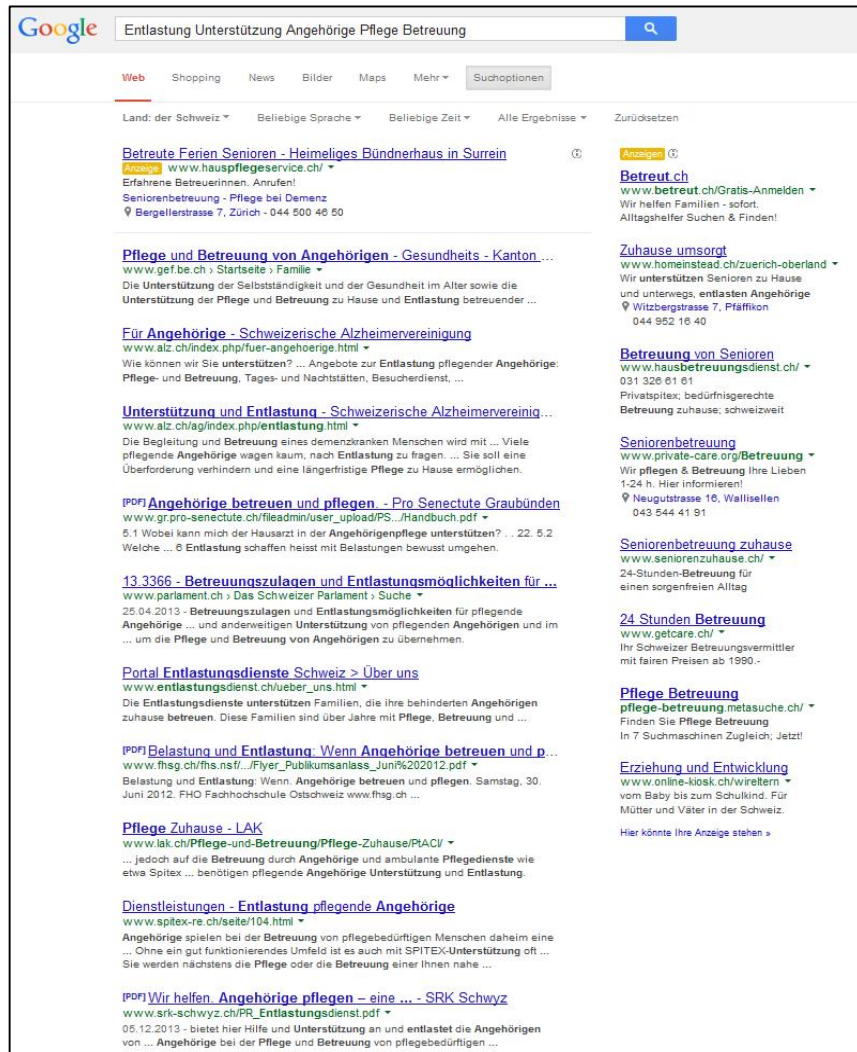 Google
Entlastung Unterstützung Angehörige Pflege Betreuung
Web Shopping News Bilder Maps Mehr Suchoptionen
Land: der Schweiz Beliebige Sprache Beliebige Zeit Alle Ergebnisse Zurücksetzen
Betreute Ferien Senioren - Heimeliges Bündnerhaus in Surrein
Anzeige www.hauspflegeservice.ch/
Erfahrene Betreuerinnen. Anrufen!
Seniorenbetreuung - Pflege bei Demenz
Bergellerstrasse 7, Zürich - 044 500 46 50
Pflege und Betreuung von Angehörigen - Gesundheits - Kanton ...
www.gef.be.ch › Startseite › Familie
Die Unterstützung der Selbstständigkeit und der Gesundheit im Alter sowie die
Unterstützung der Pflege und Betreuung zu Hause und Entlastung betreuender ...
Für Angehörige - Schweizerische Alzheimervereinigung
www.alz.ch/index.php/fuer-angehoerige.html
Wie können wir Sie unterstützen? ... Angebote zur Entlastung pflegender Angehörige:
Pflege- und Betreuung, Tages- und Nachtstätten, Besucherdienst, ...
Unterstützung und Entlastung - Schweizerische Alzheimervereinig...
www.alz.ch/ag/index.php/entlastung.html
Die Begleitung und Betreuung eines demenzkranken Menschen wird mit ... Viele
pflegende Angehörige wagen kaum, nach Entlastung zu fragen. ... Sie soll eine
Überforderung verhindern und eine längerfristige Pflege zu Hause ermöglichen.
[PDF] Angehörige betreuen und pflegen. - Pro Senectute Graubünden
www.gr.pro-senectute.ch/fileadmin/user_upload/PS.../Handbuch.pdf
5.1 Wobei kann mich der Hausarzt in der Angehörigenpflege unterstützen? . . 22. 5.2
Welche ... 6 Entlastung schaffen heisst mit Belastungen bewusst umgehen.
13.3366 - Betreuungszulagen und Entlastungsmöglichkeiten für ...
www.parlament.ch › Das Schweizer Parlament › Suche
25.04.2013 - Betreuungszulagen und Entlastungsmöglichkeiten für pflegende
Angehörige ... und anderweitigen Unterstützung von pflegenden Angehörigen und im
... um die Pflege und Betreuung von Angehörigen zu übernehmen.
Portal Entlastungsdienste Schweiz > Über uns
www.entlastungsdienst.ch/ueber_uns.html
Die Entlastungsdienste unterstützen Familien, die ihre behinderten Angehörigen
zuhause betreuen. Diese Familien sind über Jahre mit Pflege, Betreuung und ...
[PDF] Belastung und Entlastung: Wenn Angehörige betreuen und p...
www.fhsg.ch/fhs.nsf/.../Flyer_Publikumsanlass_Juni%202012.pdf
Belastung und Entlastung: Wenn. Angehörige betreuen und pflegen. Samstag, 30.
Juni 2012. FHO Fachhochschule Ostschweiz www.fhsg.ch ...
Pflege Zuhause - LAK
www.lak.ch/Pflege-und-Betreuung/Pflege-Zuhause/PtACl/
... jedoch auf die Betreuung durch Angehörige und ambulante Pflegedienste wie
etwa Spitex ... benötigen pflegende Angehörige Unterstützung und Entlastung.
Dienstleistungen - Entlastung pflegende Angehörige
www.spitex-re.ch/seite/104.html
Angehörige spielen bei der Betreuung von pflegebedürftigen Menschen daheim eine
... Ohne ein gut funktionierendes Umfeld ist es auch mit SPITEX-Unterstützung oft ...
Sie werden nächstens die Pflege oder die Betreuung einer Ihnen nahe ...
[PDF] Wir helfen. Angehörige pflegen – eine ... - SRK Schwyz
www.srk-schwyz.ch/PR_Entlastungsdienst.pdf
05.12.2013 - bietet hier Hilfe und Unterstützung an und entlastet die Angehörigen
von ... Angehörige bei der Pflege und Betreuung von pflegebedürftigen ...
Anzeigen
Betreut.ch
www.betreut.ch/Gratis-Anmelden
Wir helfen Familien - sofort.
Alltagshelfer Suchen & Finden!
Zuhause umsorgt
www.homeinstead.ch/zuerich-oberland
Wir unterstützen Senioren zu Hause
und unterwegs, entlasten Angehörige
Witzbergstrasse 7, Pfäffikon
044 952 16 40
Betreuung von Senioren
www.hausbetreuungsdienst.ch/
031 326 61 61
Privatspitex; bedürfnisgerechte
Betreuung zuhause; schweizweit
Seniorenbetreuung
www.private-care.org/Betreuung
Wir pflegen & Betreuung Ihre Lieben
1-24 h. Hier informieren!
Neugutstrasse 16, Wallisellen
043 544 41 91
Seniorenbetreuung zuhause
www.seniorenzuhause.ch/
24-Stunden-Betreuung für
einen sorgenfreien Alltag
24 Stunden Betreuung
www.getcare.ch/
Ihr Schweizer Betreuungsvermittler
mit fairen Preisen ab 1990.-
Pflege Betreuung
pflege-betreuung.metasuche.ch/
Finden Sie Pflege Betreuung
In 7 Suchmaschinen Zugleich; Jetzt!
Erziehung und Entwicklung
www.online-kiosk.ch/wireltern
vom Baby bis zum Schulkind. Für
Mütter und Väter in der Schweiz.
Hier könnte Ihre Anzeige stehen »